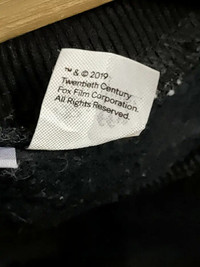 ™ & © 2019
Twentieth Century
Fox Film Corporation.
All Rights Reserved.